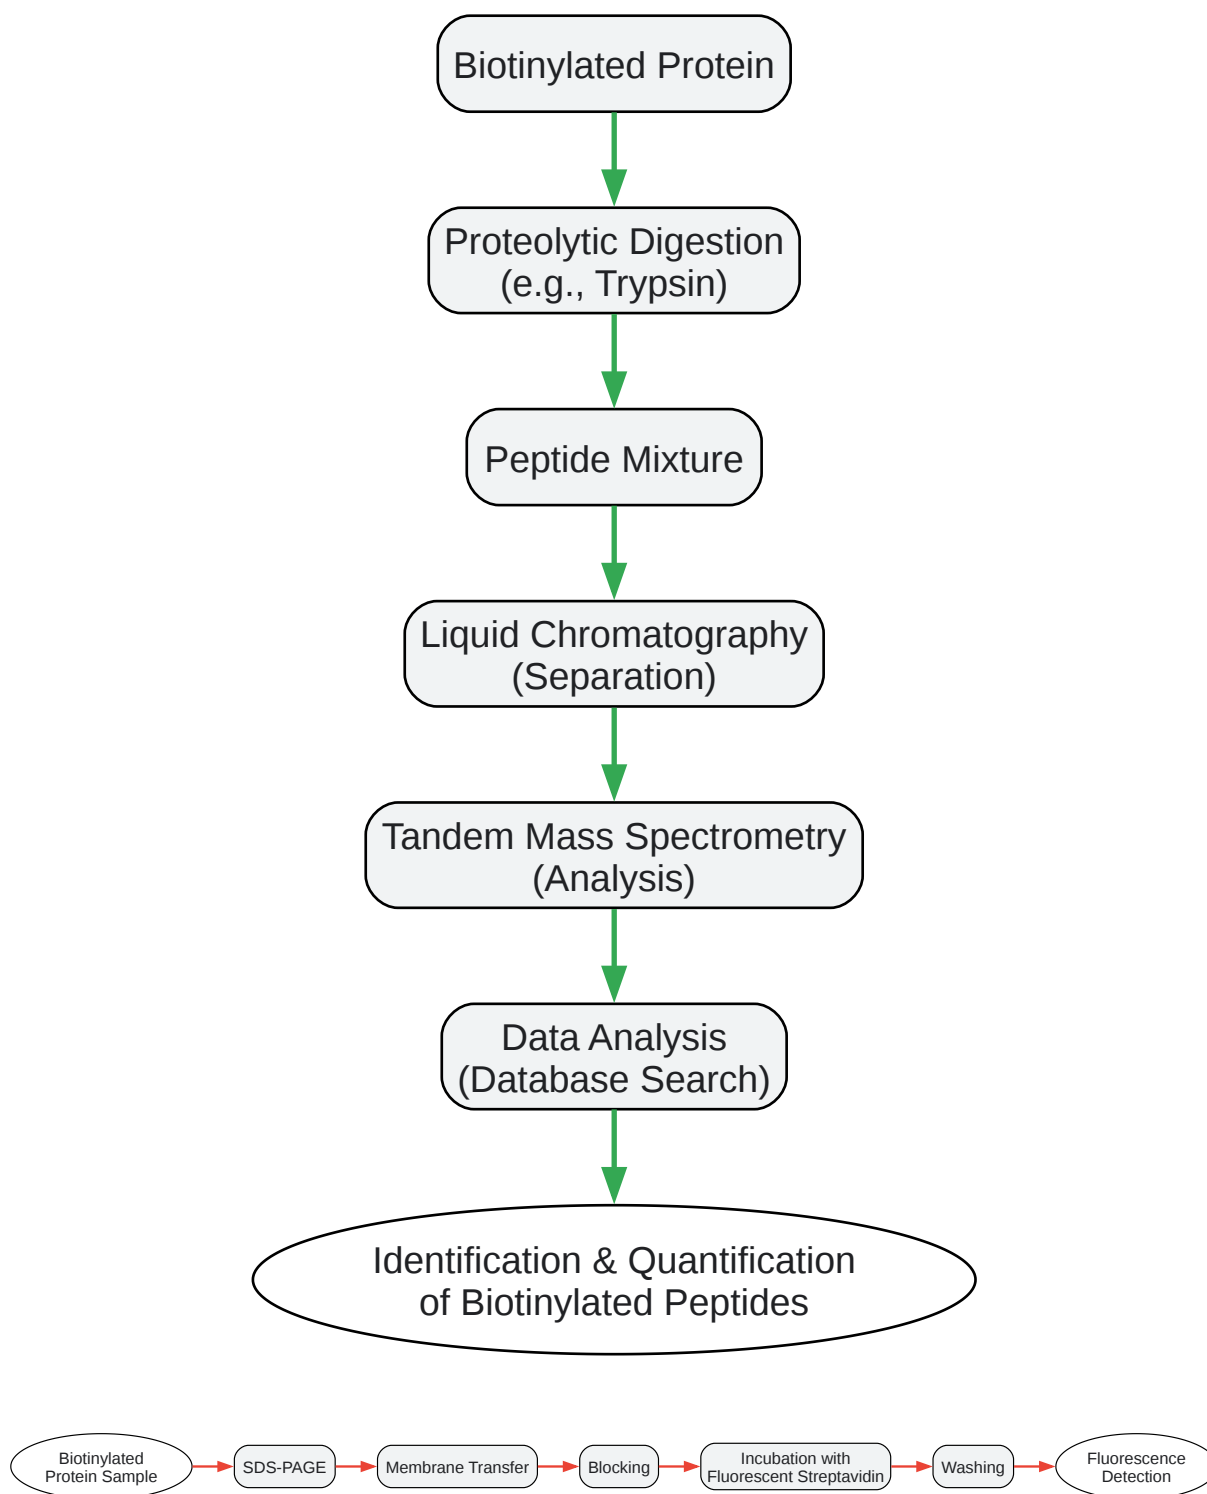 Biotinylated Protein
Proteolytic Digestion
(e.g., Trypsin)
Peptide Mixture
Liquid Chromatography
(Separation)
Tandem Mass Spectrometry
(Analysis)
Data Analysis
(Database Search)
Identification & Quantification
of Biotinylated Peptides
Biotinylated
Protein Sample
SDS-PAGE
Membrane Transfer
Blocking
Incubation with
Fluorescent Streptavidin
Washing
Fluorescence
Detection